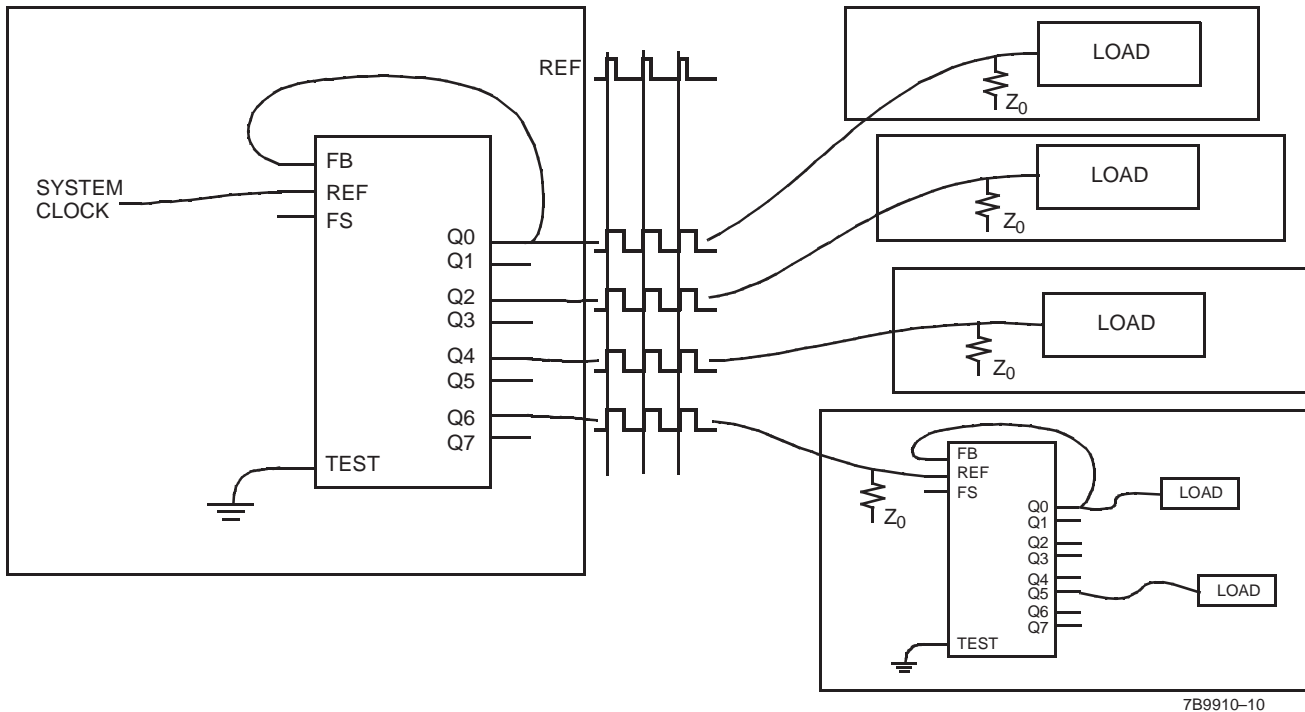 REF
SYSTEM
CLOCK
FB
REF
FS
Q0
Q1
Q2
Q3
Q4
Q5
Q6
Q7
TEST
LOAD
Z0
LOAD
Z0
LOAD
Z0
Z0
FB
REF
FS
Q0
Q1
Q2
Q3
Q4
Q5
Q6
Q7
TEST
LOAD
LOAD
7B9910–10